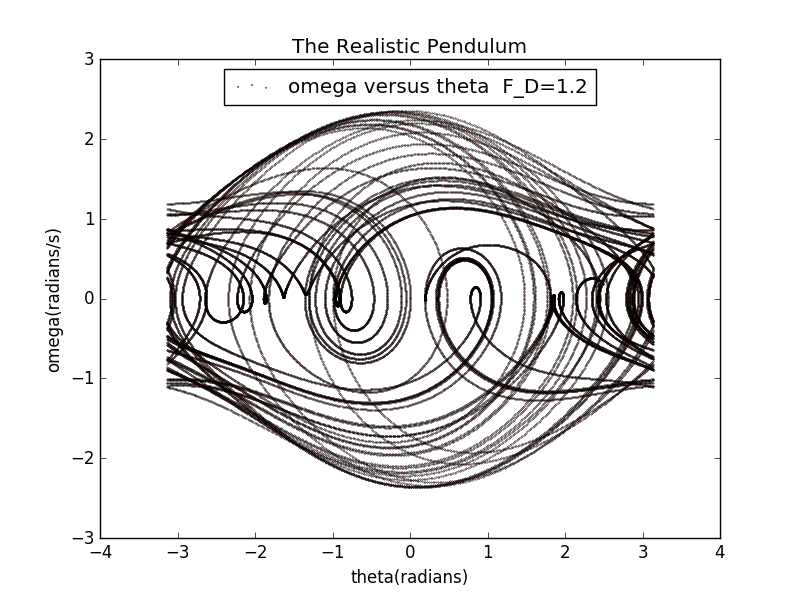 The Realistic Pendulum
omega versus theta F_D=1.2
3
2
1
0
−1
−2
−3
omega(radians/s)
−4 −3 −2 −1 0 1 2 3 4
theta(radians)